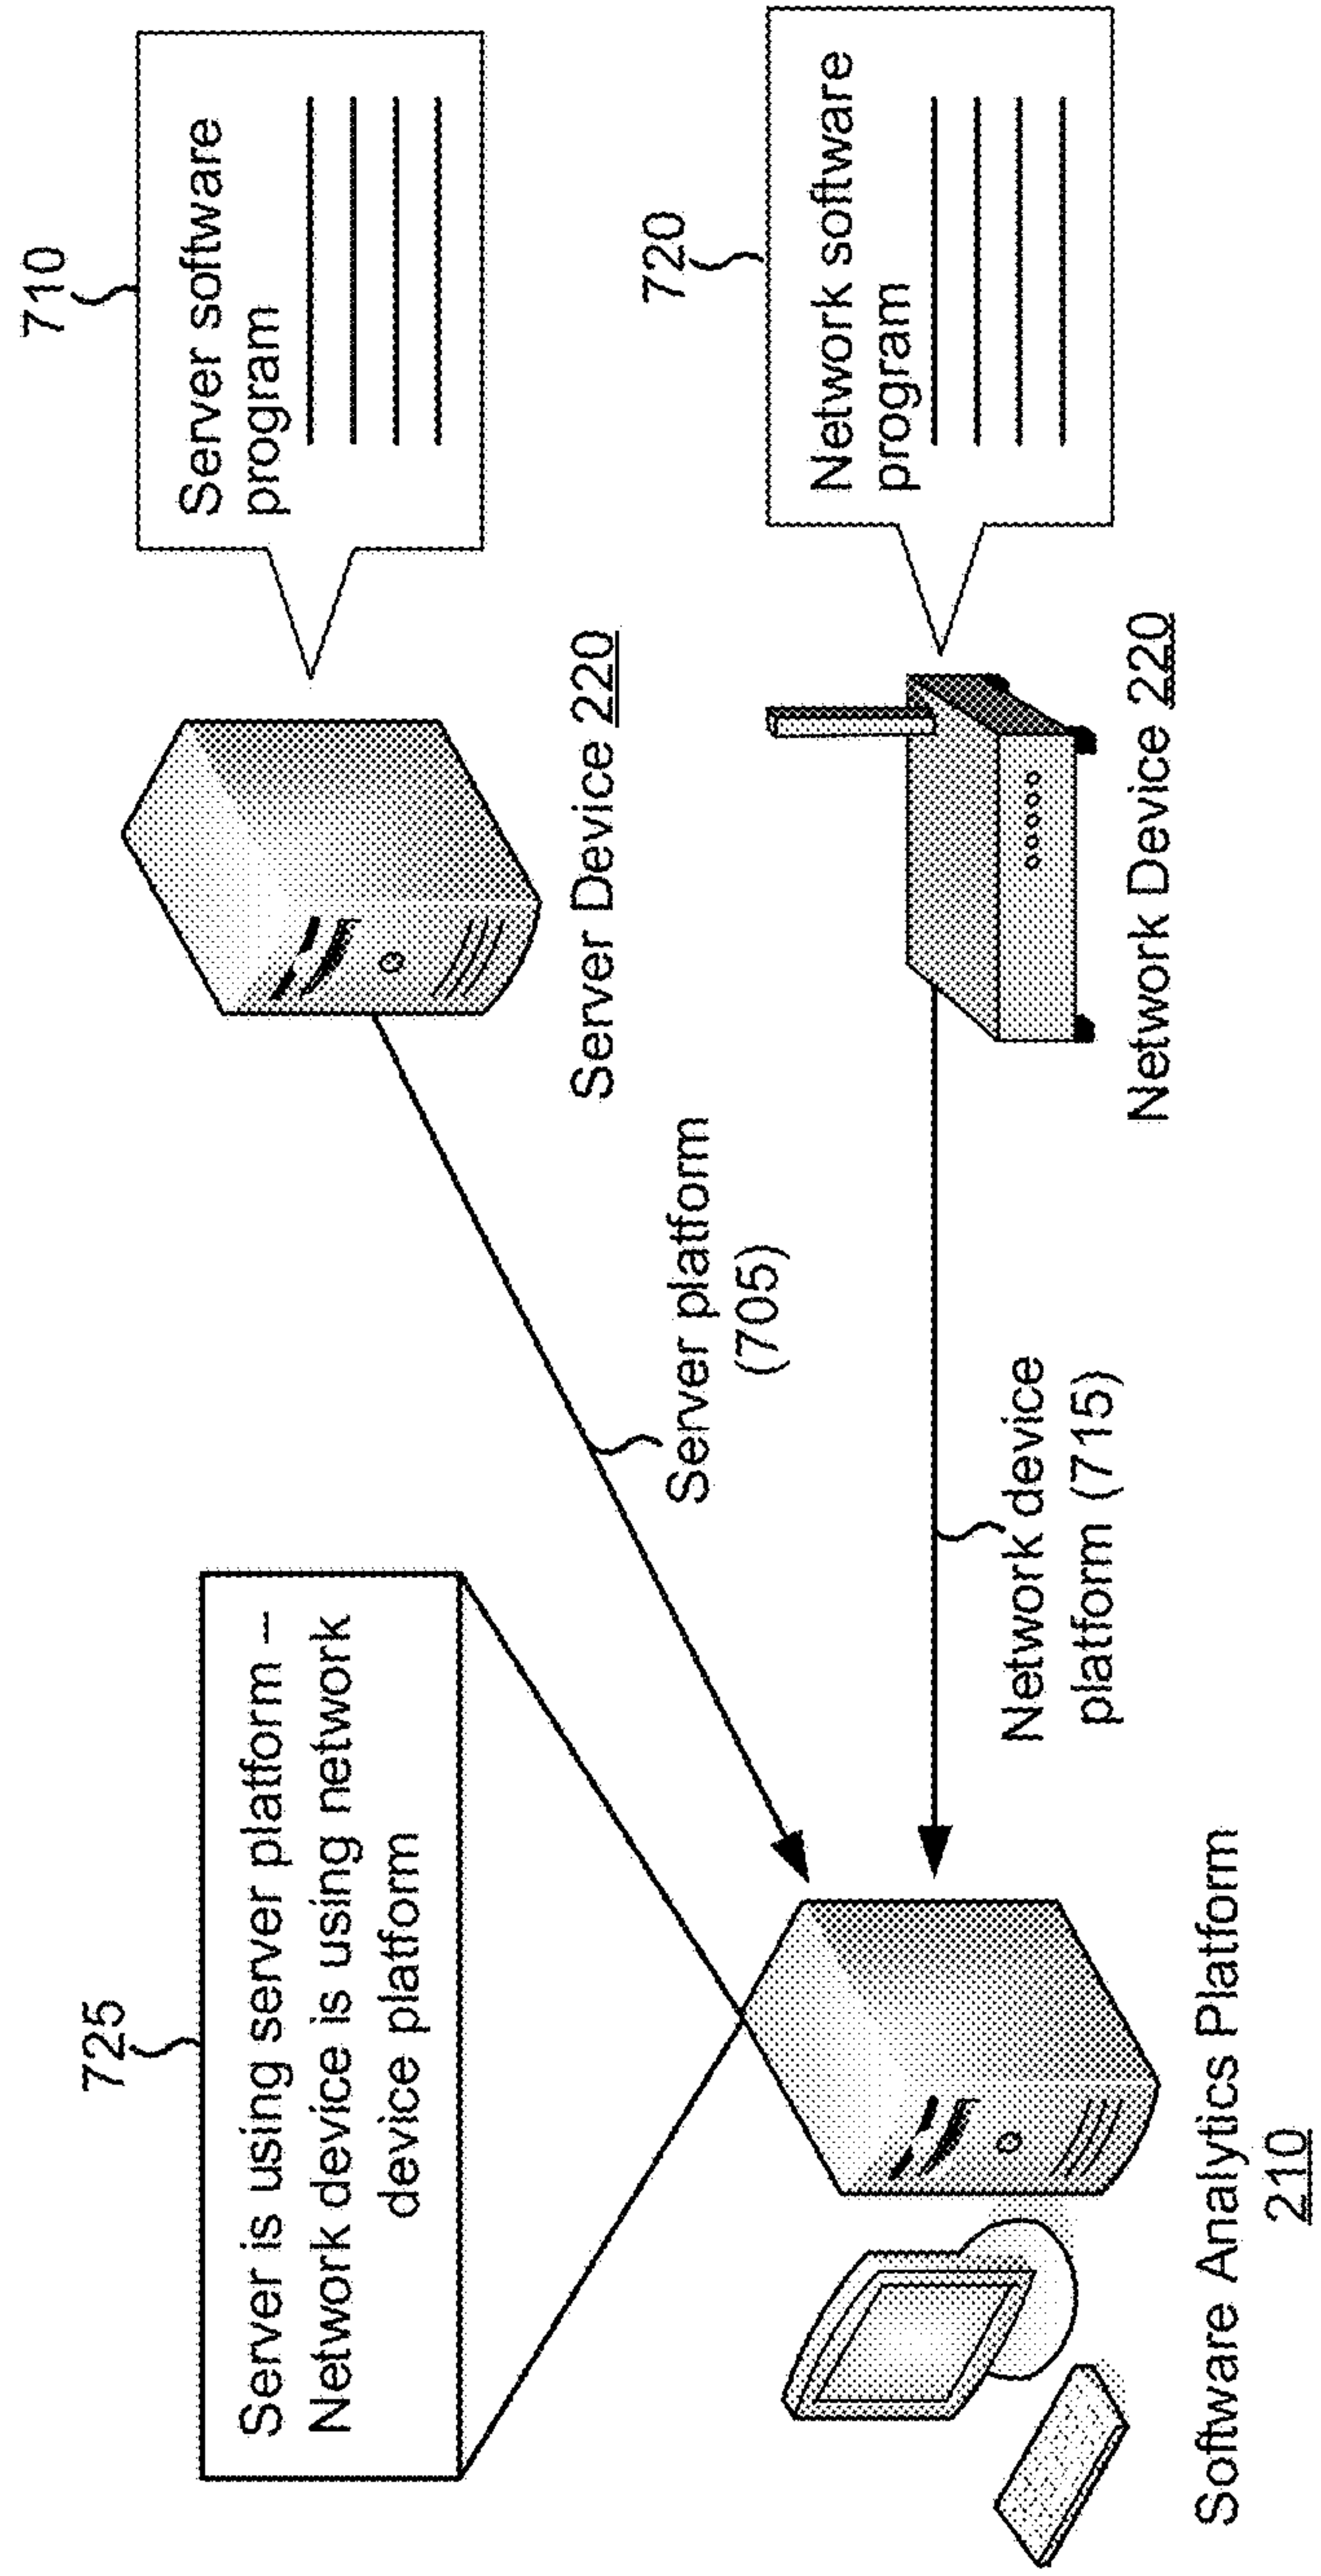 725
Server is using server platform –
Network device is using network
device platform
710
Server software
program
Server Device 220
Server platform
(705)
720
Network software
program
Network device
platform (715)
Network Device 220
Software Analytics Platform
210